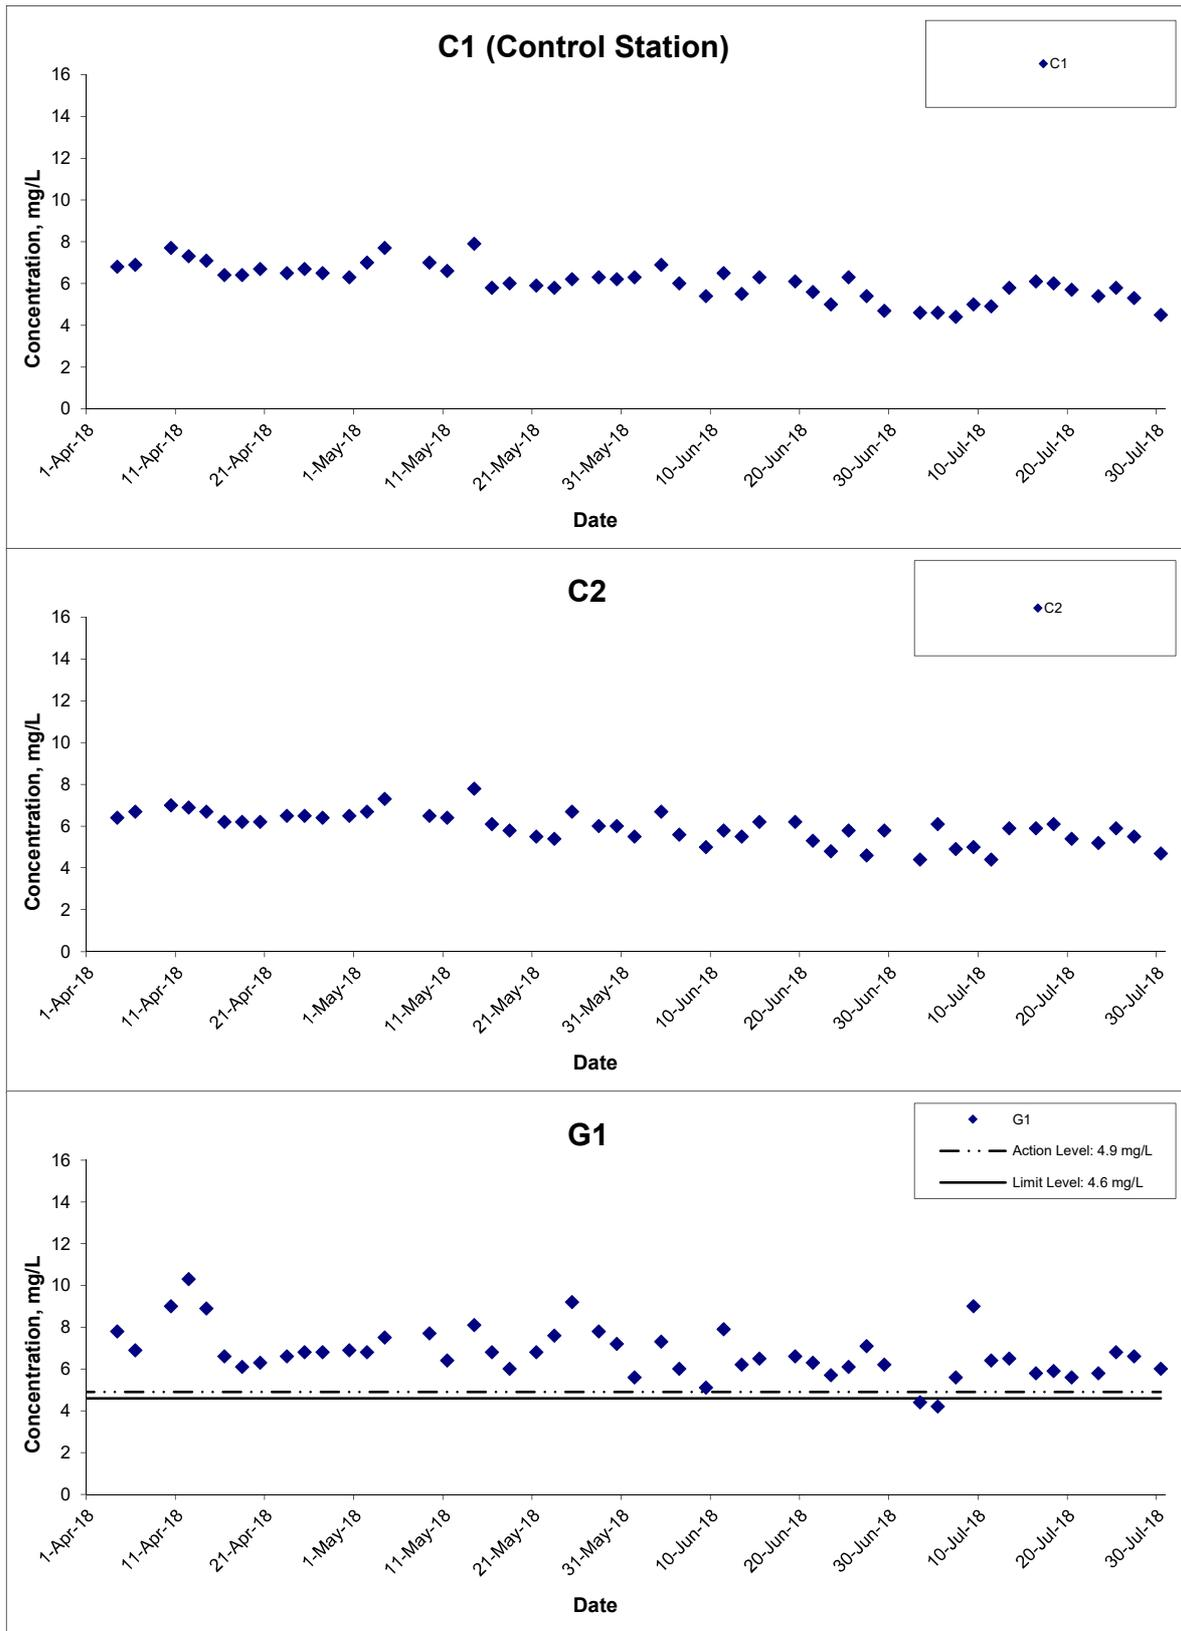 C1 (Control Station)
C1
Concentration, mg/L
16
14
12
10
8
6
4
2
0
1-Apr-18
11-Apr-18
21-Apr-18
1-May-18
11-May-18
21-May-18
31-May-18
10-Jun-18
20-Jun-18
30-Jun-18
10-Jul-18
20-Jul-18
30-Jul-18
Date
C2
C2
Concentration, mg/L
16
14
12
10
8
6
4
2
0
1-Apr-18
11-Apr-18
21-Apr-18
1-May-18
11-May-18
21-May-18
31-May-18
10-Jun-18
20-Jun-18
30-Jun-18
10-Jul-18
20-Jul-18
30-Jul-18
Date
G1
G1
Action Level: 4.9 mg/L
Limit Level: 4.6 mg/L
Concentration, mg/L
16
14
12
10
8
6
4
2
0
1-Apr-18
11-Apr-18
21-Apr-18
1-May-18
11-May-18
21-May-18
31-May-18
10-Jun-18
20-Jun-18
30-Jun-18
10-Jul-18
20-Jul-18
30-Jul-18
Date